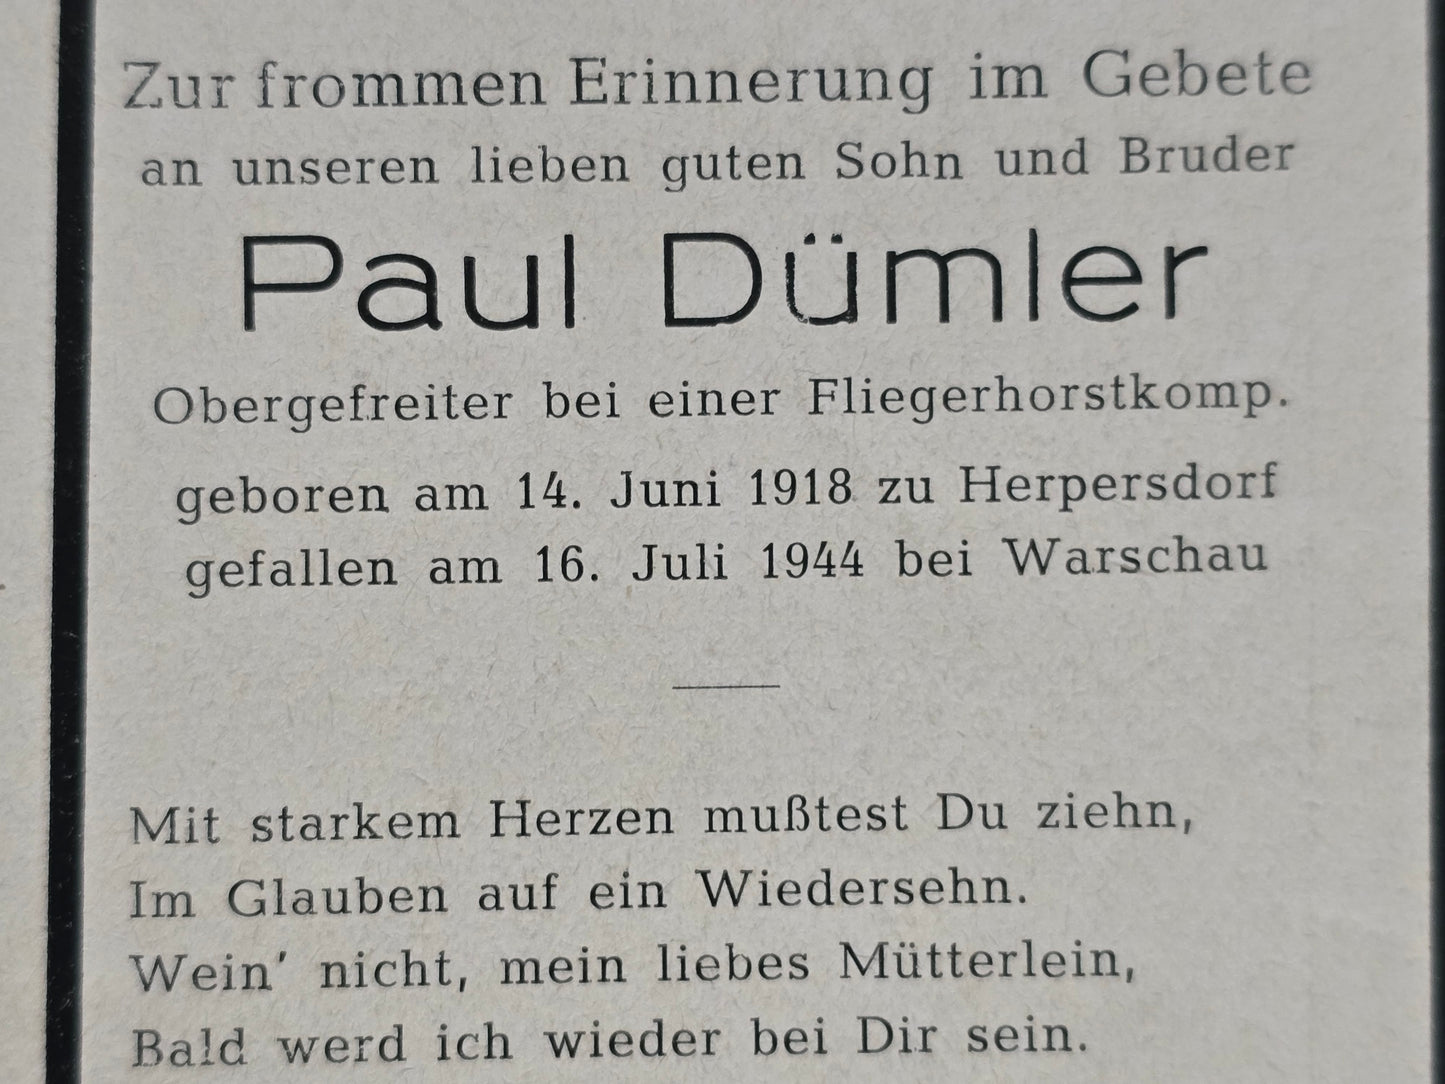 Zur frommen Erinnerung im Gebete
an unseren lieben guten Sohn und Bruder
Paul Dümler
Obergefreiter bei einer Fliegerhorstkomp.
geboren am 14. Juni 1918 zu Herpersdorf
gefallen am 16. Juli 1944 bei Warschau
Mit starkem Herzen mußtest Du ziehn,
Im Glauben auf ein Wiedersehn.
Wein' nicht, mein liebes Mütterlein,
Bald werd ich wieder bei Dir sein.